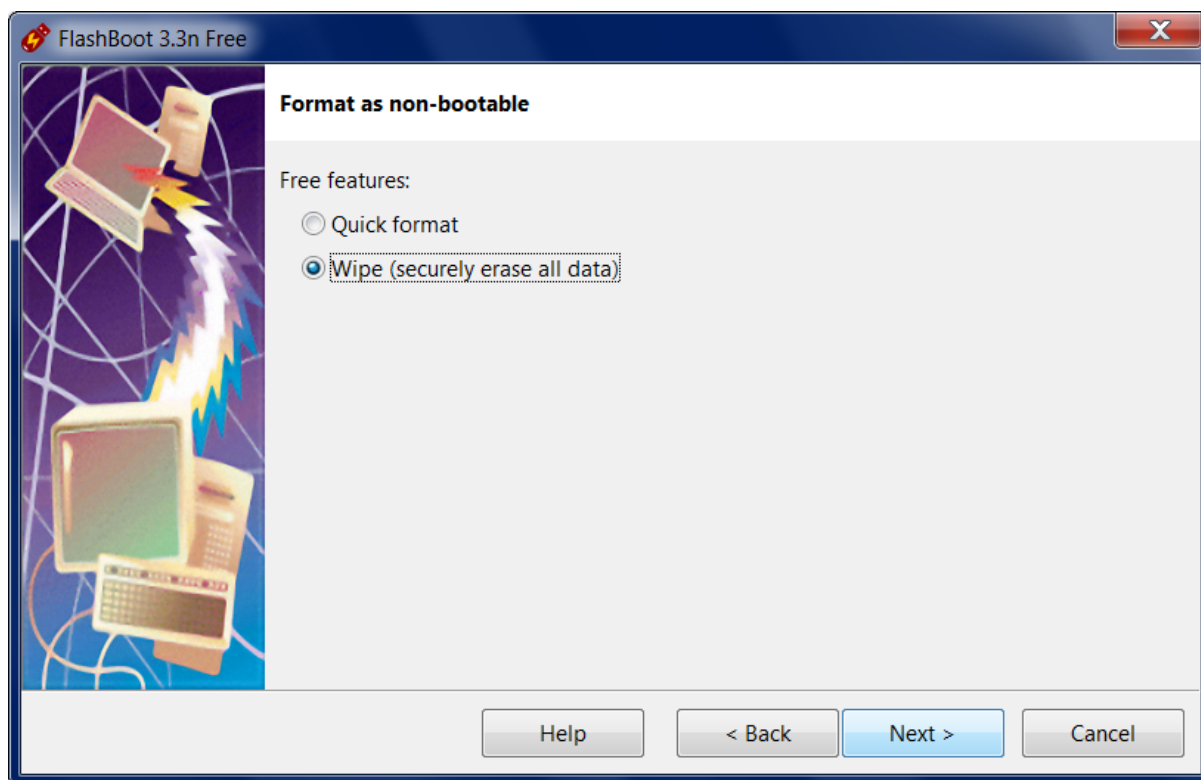 FlashBoot 3.3n Free
Format as non-bootable
Free features:
Quick format
Wipe (securely erase all data)
Help
< Back
Next >
Cancel